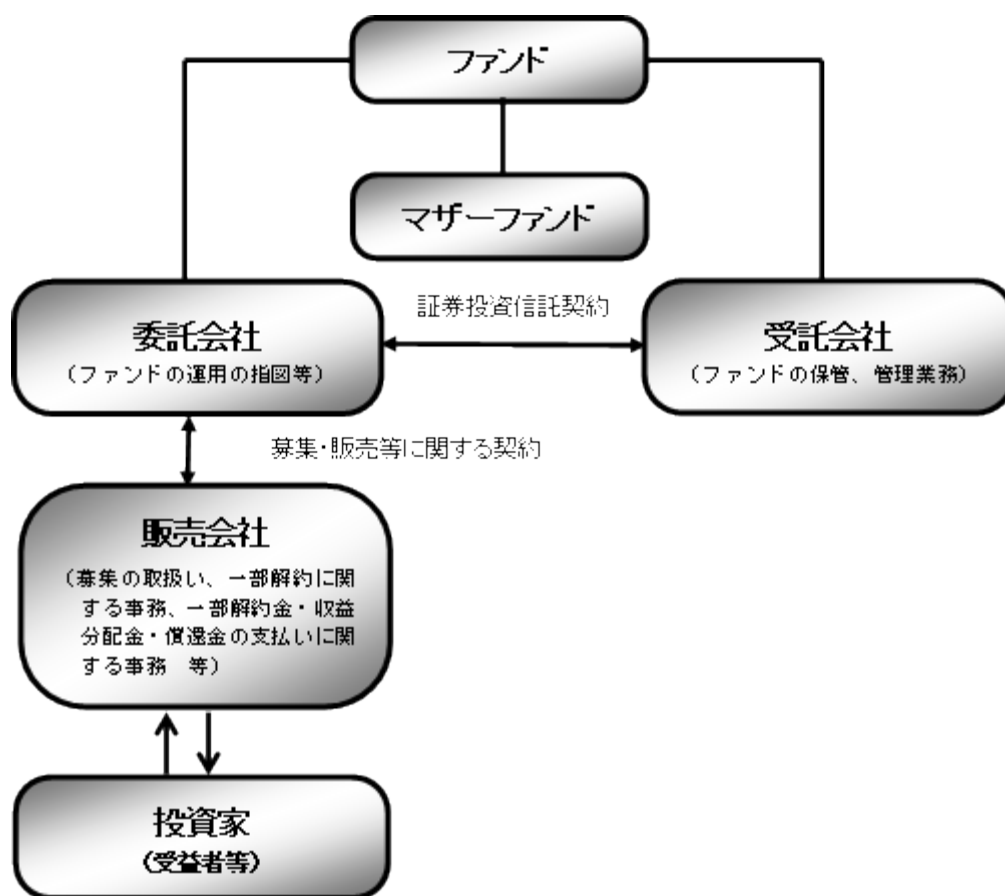 ファンド
マザーファンド
証券投資信託契約
委託会社
（ファンドの運用の指図等）
受託会社
（ファンドの保管、管理業務）
募集・販売等に関する契約
販売会社
（募集の取扱い、一部解約に関
する事務、一部解約金・収益
分配金・償還金の支払いに関
する事務　等）
投資家
（受益者等）